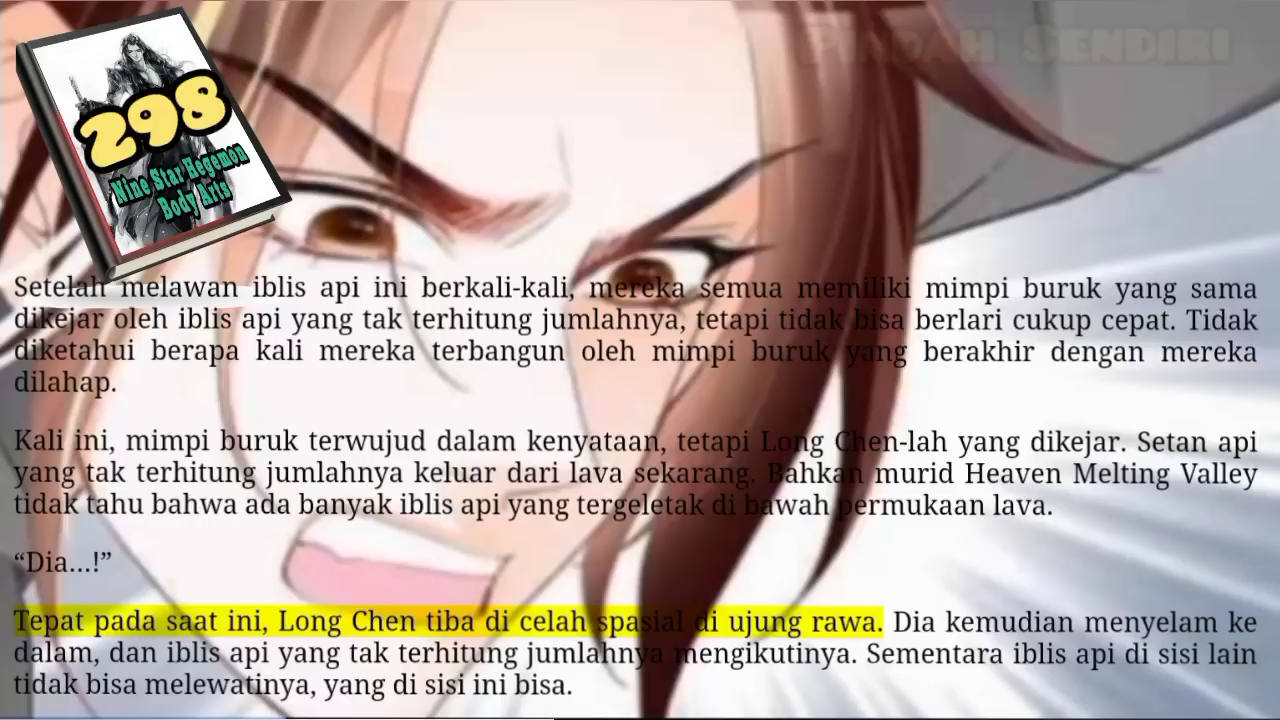 PINDAH SENDIRI
298
Nine Star Hegemon
Body Arts
Setelah melawan iblis api ini berkali-kali, mereka semua memiliki mimpi buruk yang sama
dikejar oleh iblis api yang tak terhitung jumlahnya, tetapi tidak bisa berlari cukup cepat. Tidak
diketahui berapa kali mereka terbangun oleh mimpi buruk yang berakhir dengan mereka
dilahap.
Kali ini, mimpi buruk terwujud dalam kenyataan, tetapi Long Chen-lah yang dikejar. Setan api
yang tak terhitung jumlahnya keluar dari lava sekarang. Bahkan murid Heaven Melting Valley
tidak tahu bahwa ada banyak iblis api yang tergeletak di bawah permukaan lava.
“Dia…!”
Tepat pada saat ini, Long Chen tiba di celah spasial di ujung rawa. Dia kemudian menyelam ke
dalam, dan iblis api yang tak terhitung jumlahnya mengikutinya. Sementara iblis api di sisi lain
tidak bisa melewatinya, yang di sisi ini bisa.